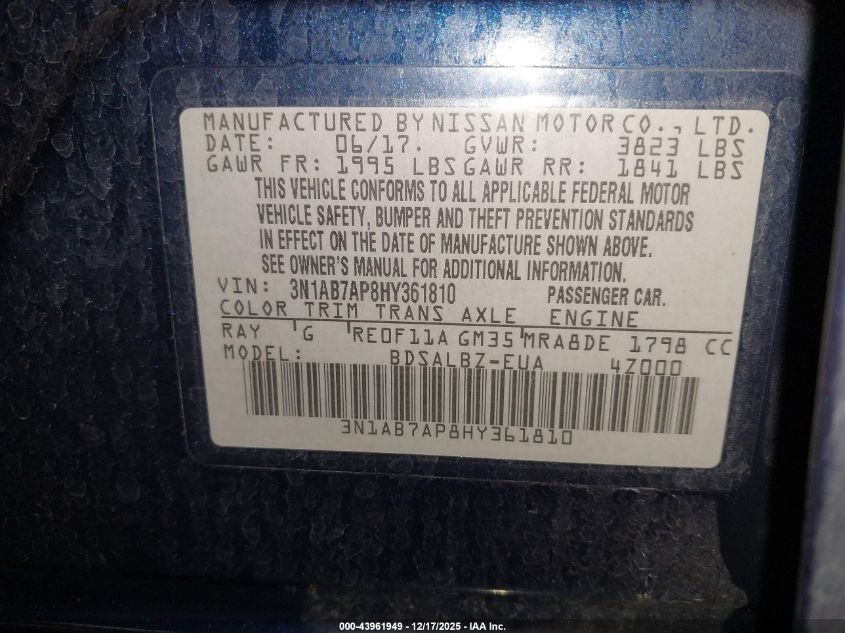 MANUFACTURED BY NISSAN MOTOR CO., LTD.
DATE: 06/17. GVWR: 3823 LBS
GAWR FR: 1995 LBS GAWR RR: 1841 LBS
THIS VEHICLE CONFORMS TO ALL APPLICABLE FEDERAL MOTOR
VEHICLE SAFETY, BUMPER AND THEFT PREVENTION STANDARDS
IN EFFECT ON THE DATE OF MANUFACTURE SHOWN ABOVE.
SEE OWNER'S MANUAL FOR ADDITIONAL INFORMATION.
VIN: 3N1AB7AP8HY361810 PASSENGER CAR.
COLOR TRIM TRANS AXLE ENGINE
RAY G RE0F11A GM35 MRA8DE 1798 CC
MODEL: BDSALBZ-EUA 4Z000
3N1AB7AP8HY361810
000-43961949 - 12/17/2025 - IAA Inc.